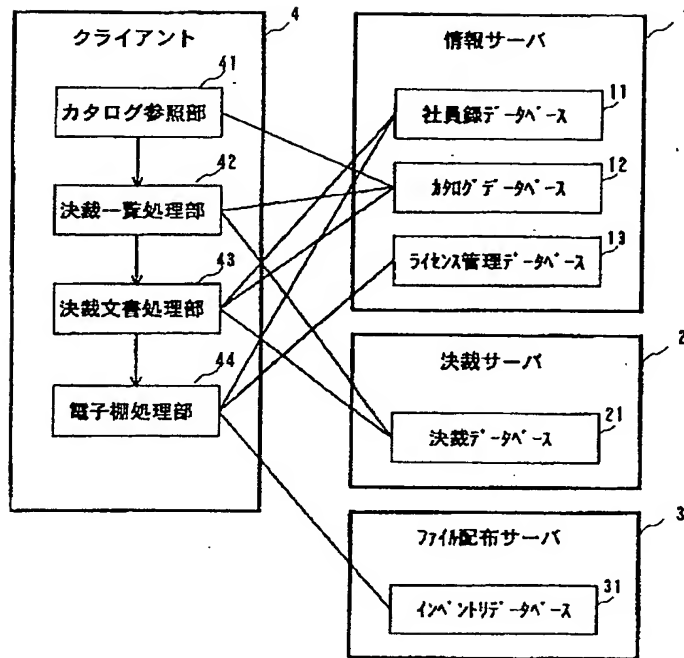 クライアント
4
41
カタログ参照部
42
決裁一覧処理部
43
決裁文書処理部
44
電子棚処理部
情報サーバ
11
社員録データベース
12
カタログデータベース
13
ライセンス管理データベース
決裁サーバ
2
21
決裁データベース
ファイル配布サーバ
3
31
インベントリデータベース